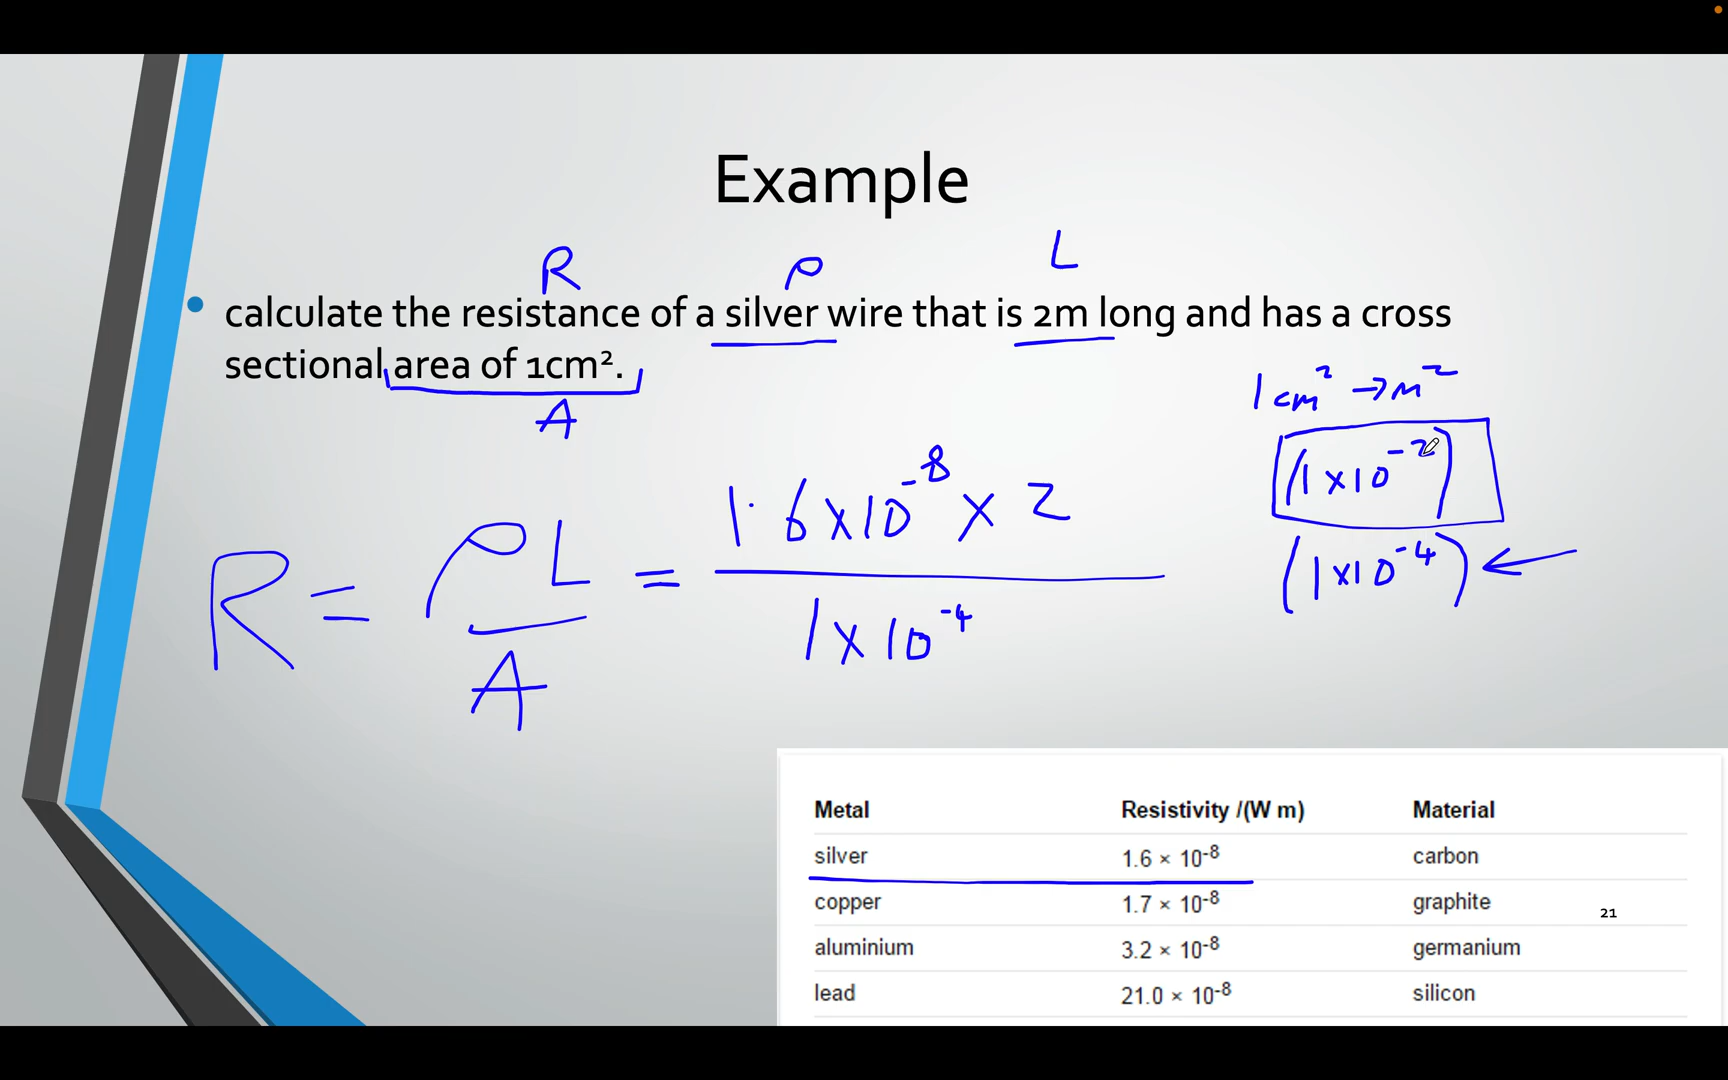 Example
R ρ L
• calculate the resistance of a silver wire that is 2m long and has a cross
sectional area of 1cm².
A
1cm² → m²
(1×10⁻²)
(1×10⁻⁴) ←
R = ρL/A = 1.6×10⁻⁸ × 2 / 1×10⁻⁴
Metal Resistivity /(W m) Material
silver 1.6 × 10⁻⁸ carbon
copper 1.7 × 10⁻⁸ graphite
21
aluminium 3.2 × 10⁻⁸ germanium
lead 21.0 × 10⁻⁸ silicon